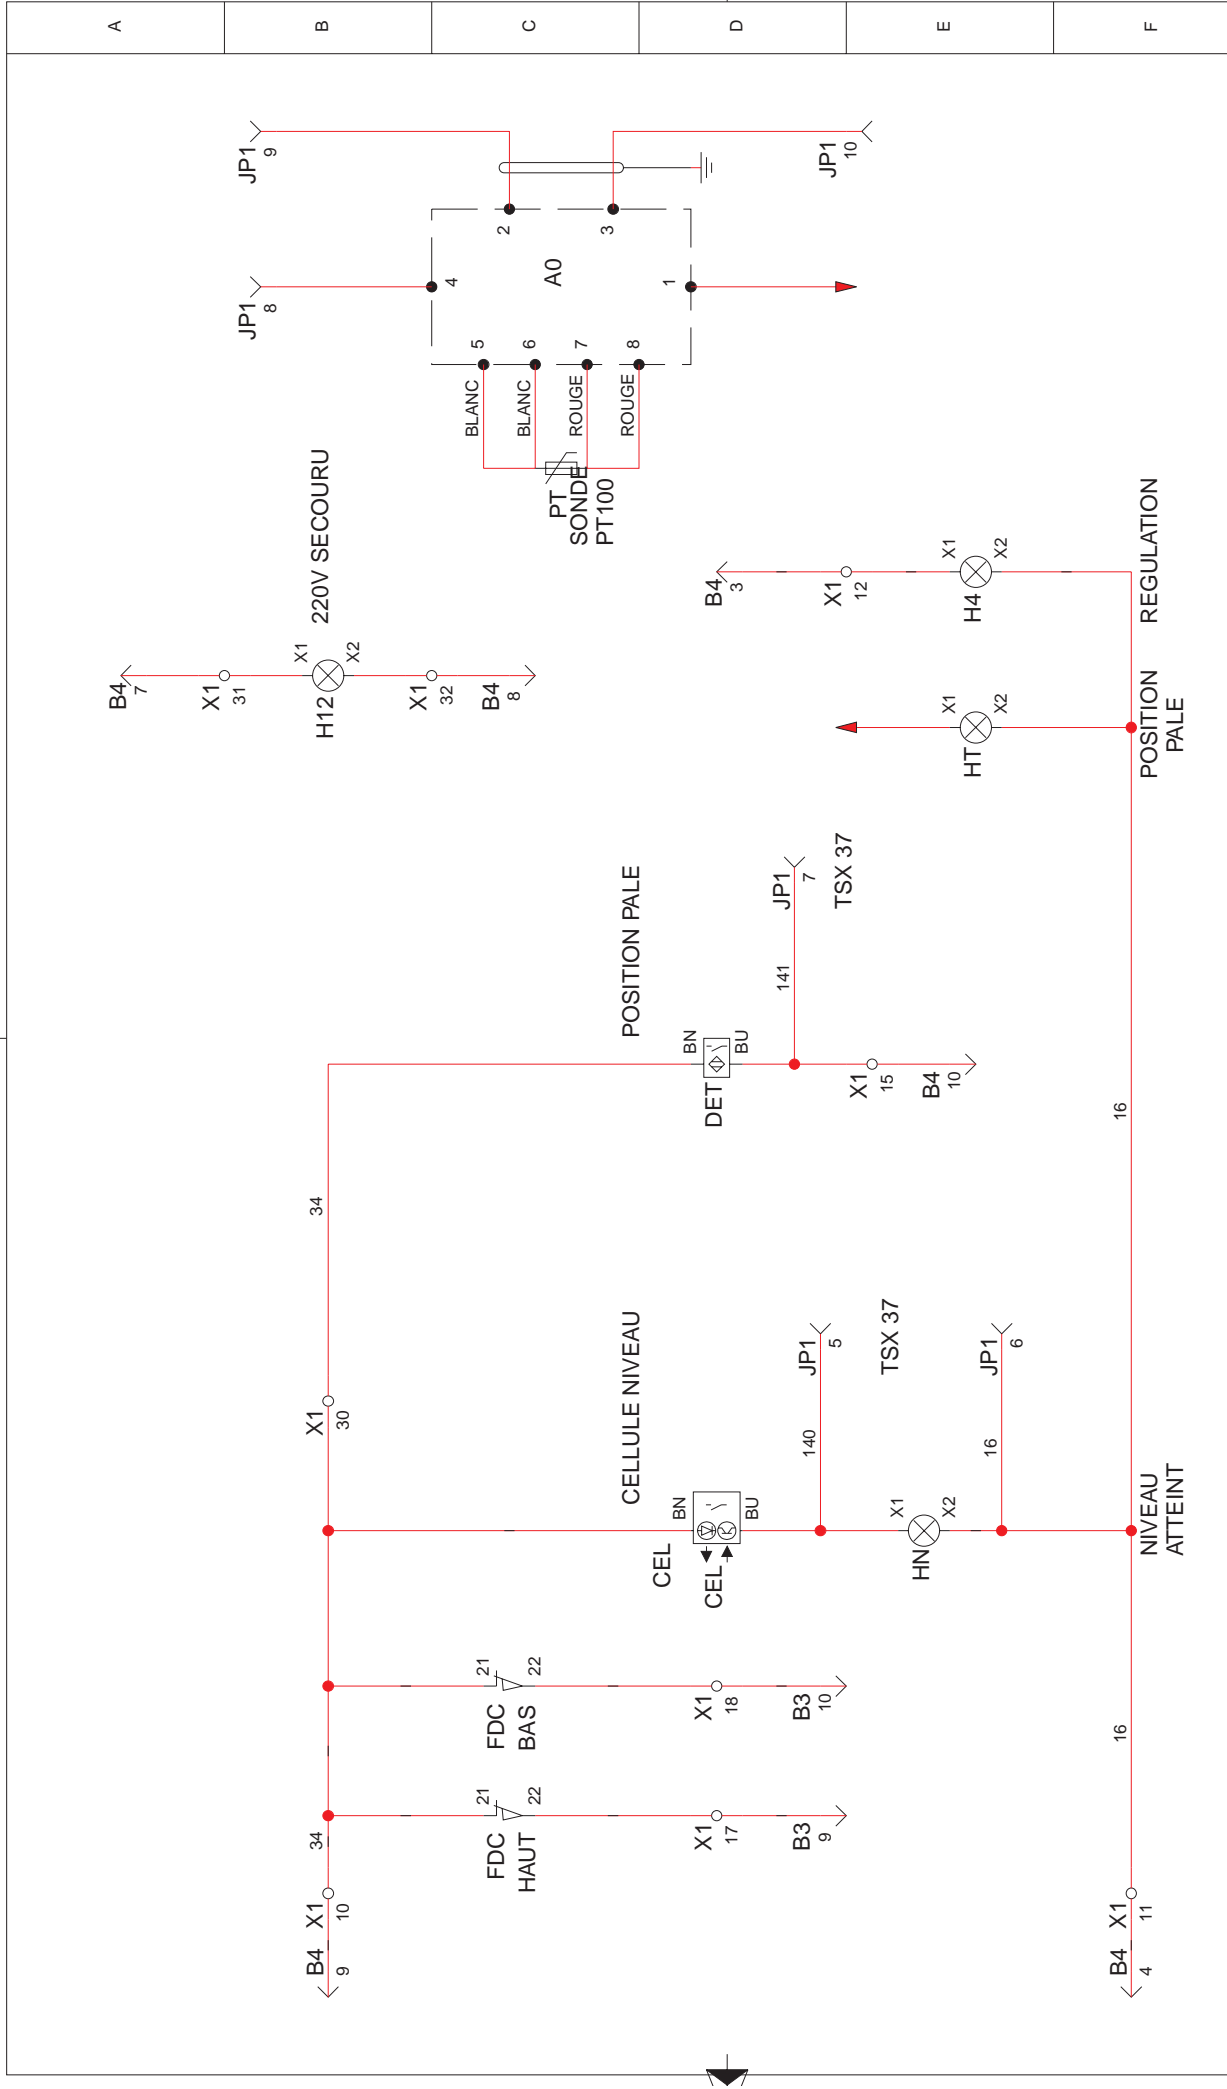 A
B
C
D
E
F
B4
9
X1
10
34
FDC
HAUT
21
22
X1
17
B3
9
FDC
BAS
21
22
X1
18
B3
10
X1
30
34
CELLULE NIVEAU
CEL
CEL
BN
BU
140
JP1
5
TSX 37
HN
X1
X2
16
JP1
6
NIVEAU
ATTEINT
B4
4
X1
11
16
16
POSITION PALE
DET
BN
BU
141
JP1
7
TSX 37
X1
15
B4
10
B4
7
X1
31
H12
X1
X2
220V SECOURU
X1
32
B4
8
HT
X1
X2
POSITION
PALE
B4
3
X1
12
H4
X1
X2
REGULATION
PT
SONDE
PT100
BLANC
BLANC
ROUGE
ROUGE
5
6
7
8
4
A0
1
2
3
JP1
8
JP1
9
JP1
10